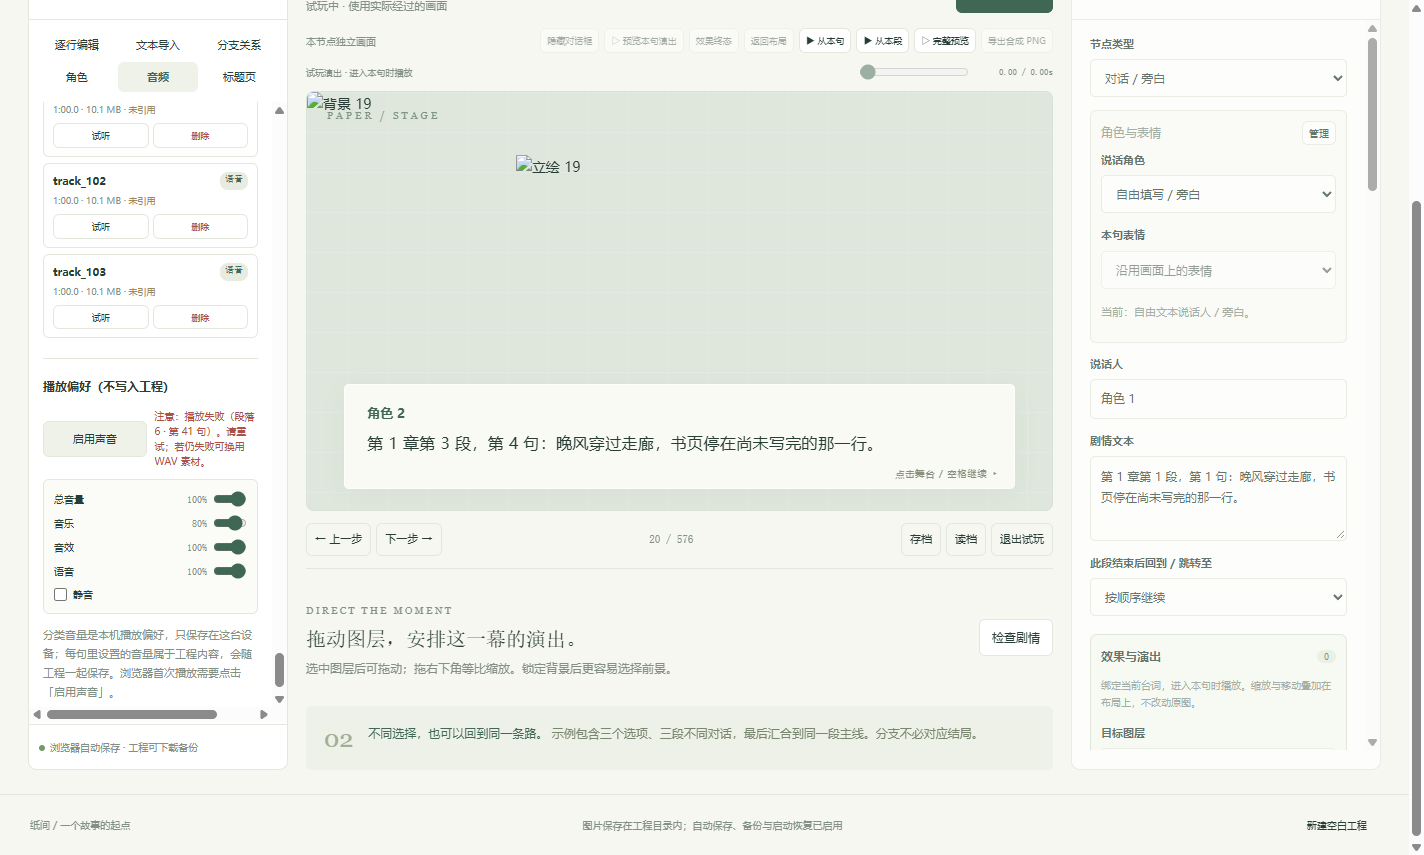 逐行编辑
文本导入
分支关系
角色
音频
标题页
1:00.0 · 10.1 MB · 未引用
试听
删除
track_102
语音
1:00.0 · 10.1 MB · 未引用
试听
删除
track_103
语音
1:00.0 · 10.1 MB · 未引用
试听
删除
播放偏好（不写入工程）
启用声音
注意：播放失败（段落
6 · 第 41 句）。请重
试；若仍失败可换用
WAV 素材。
总音量
100%
音乐
80%
音效
100%
语音
100%
静音
分类音量是本机播放偏好，只保存在这台设
备；每句里设置的音量属于工程内容，会随
工程一起保存。浏览器首次播放需要点击
「启用声音」。
浏览器自动保存 · 工程可下载备份
试玩中 · 使用实际经过的画面
本节点独立画面
隐藏对话框
▷ 预览本句演出
效果终态
返回布局
▶ 从本句
▶ 从本段
▷ 完整预览
导出合成 PNG
试玩演出 · 进入本句时播放
0.00 / 0.00s
背景 19
PAPER / STAGE
立绘 19
角色 2
第 1 章第 3 段，第 4 句：晚风穿过走廊，书页停在尚未写完的那一行。
点击舞台 / 空格继续
← 上一步
下一步 →
20 / 576
存档
读档
退出试玩
DIRECT THE MOMENT
拖动图层，安排这一幕的演出。
选中图层后可拖动；拖右下角等比缩放。锁定背景后更容易选择前景。
检查剧情
02
不同选择，也可以回到同一条路。 示例包含三个选项、三段不同对话，最后汇合到同一段主线。分支不必对应结局。
节点类型
对话 / 旁白
角色与表情
管理
说话角色
自由填写 / 旁白
本句表情
沿用画面上的表情
当前：自由文本说话人 / 旁白。
说话人
角色 1
剧情文本
第 1 章第 1 段，第 1 句：晚风穿过走廊，书
页停在尚未写完的那一行。
此段结束后回到 / 跳转至
按顺序继续
效果与演出
0
绑定当前台词，进入本句时播放。缩放与移动叠加在
布局上，不改动原图。
目标图层
纸间 / 一个故事的起点
图片保存在工程目录内；自动保存、备份与启动恢复已启用
新建空白工程